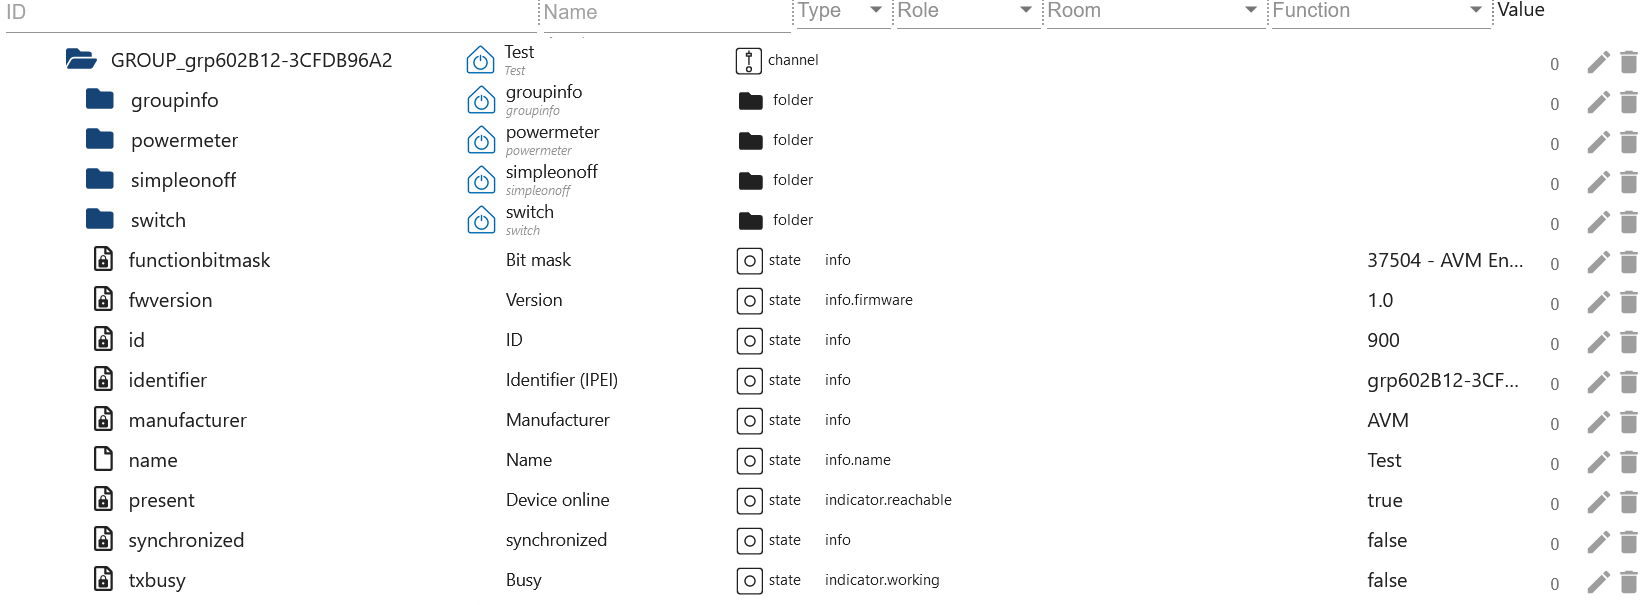 ID Name Type Role Room Function Value
GROUP_grp602B12-3CFDB96A2 Test channel 0
Test
groupinfo groupinfo folder 0
groupinfo
powermeter powermeter folder 0
powermeter
simpleonoff simpleonoff folder 0
simpleonoff
switch switch folder 0
switch
functionbitmask Bit mask state info 37504 - AVM En... 0
fwversion Version state info.firmware 1.0 0
id ID state info 900 0
identifier Identifier (IPEI) state info grp602B12-3CF... 0
manufacturer Manufacturer state info AVM 0
name Name state info.name Test 0
present Device online state indicator.reachable true 0
synchronized synchronized state info false 0
txbusy Busy state indicator.working false 0